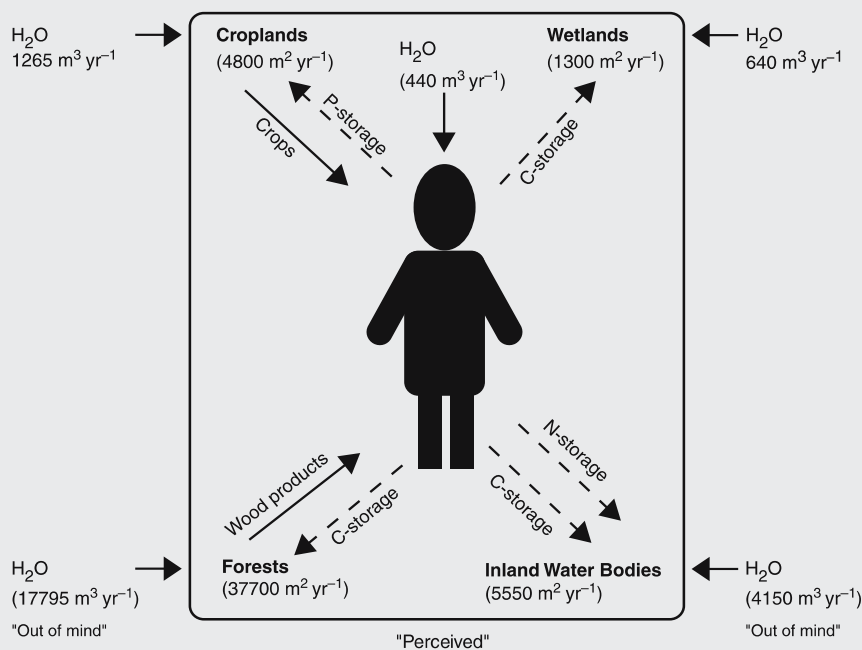 H₂O
1265 m³ yr⁻¹
Croplands
(4800 m² yr⁻¹)
H₂O
(440 m³ yr⁻¹)
Wetlands
(1300 m² yr⁻¹)
H₂O
640 m³ yr⁻¹
P-storage
Crops
C-storage
Wood products
C-storage
N-storage
C-storage
H₂O
(17795 m³ yr⁻¹)
"Out of mind"
Forests
(37700 m² yr⁻¹)
Inland Water Bodies
(5550 m² yr⁻¹)
H₂O
(4150 m³ yr⁻¹)
"Out of mind"
"Perceived"